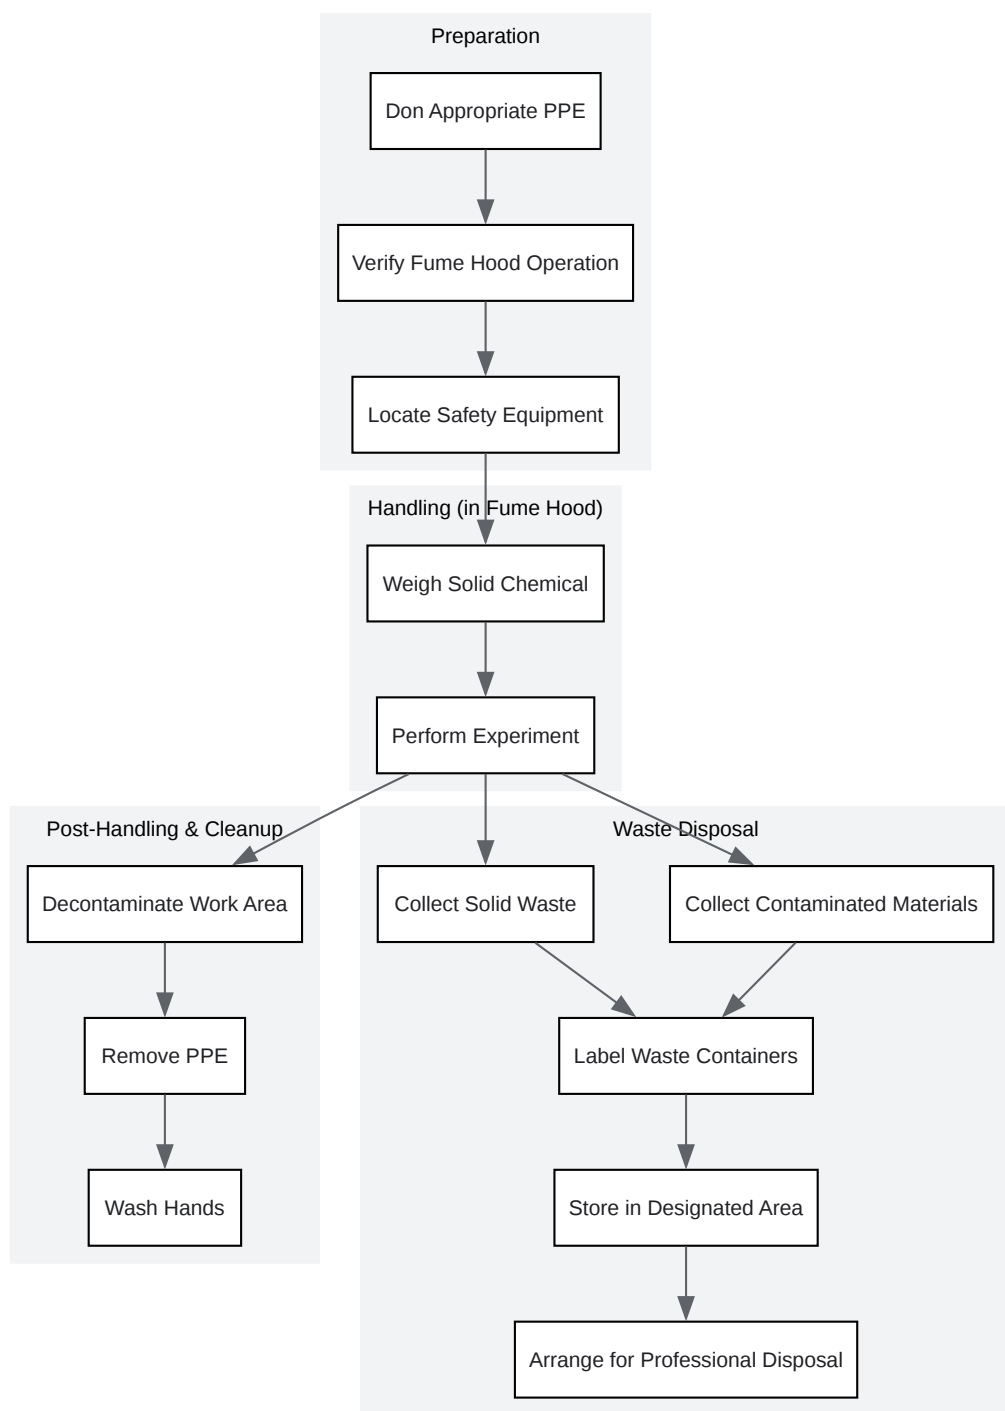 Preparation
Don Appropriate PPE
Verify Fume Hood Operation
Locate Safety Equipment
Handling (in Fume Hood)
Weigh Solid Chemical
Perform Experiment
Post-Handling & Cleanup
Decontaminate Work Area
Remove PPE
Wash Hands
Waste Disposal
Collect Solid Waste
Collect Contaminated Materials
Label Waste Containers
Store in Designated Area
Arrange for Professional Disposal